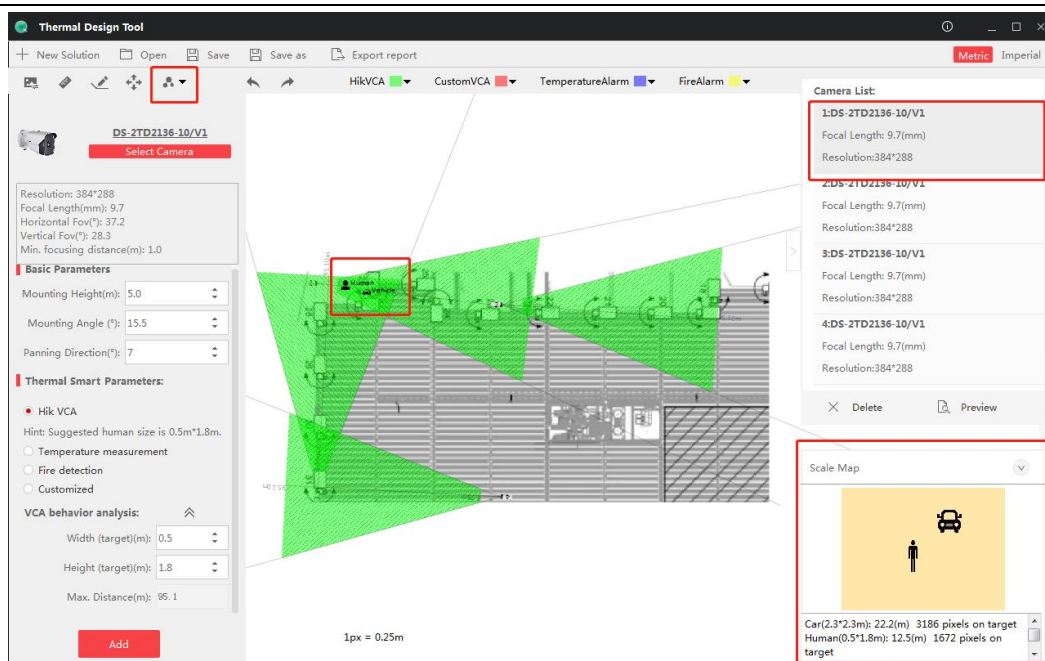 Thermal Design Tool
New Solution Open Save Save as Export report Metric Imperial
HikVCA CustomVCA TemperatureAlarm FireAlarm
DS-2TD2136-10/V1
Select Camera
Resolution: 384*288
Focal Length(mm): 9.7
Horizontal Fov(°): 37.2
Vertical Fov(°): 28.3
Min. focusing distance(m): 1.0
Basic Parameters
Mounting Height(m): 5.0
Mounting Angle (°): 15.5
Panning Direction(°): 7
Thermal Smart Parameters:
Hik VCA
Hint: Suggested human size is 0.5m*1.8m.
Temperature measurement
Fire detection
Customized
VCA behavior analysis:
Width (target)(m): 0.5
Height (target)(m): 1.8
Max. Distance(m): 95.1
Add
Human
Vehicle
1px = 0.25m
Camera List:
1:DS-2TD2136-10/V1
Focal Length: 9.7(mm)
Resolution:384*288
2:DS-2TD2136-10/V1
Focal Length: 9.7(mm)
Resolution:384*288
3:DS-2TD2136-10/V1
Focal Length: 9.7(mm)
Resolution:384*288
4:DS-2TD2136-10/V1
Focal Length: 9.7(mm)
Resolution:384*288
Delete Preview
Scale Map
Car(2.3*2.3m): 22.2(m) 3186 pixels on target
Human(0.5*1.8m): 12.5(m) 1672 pixels on
target